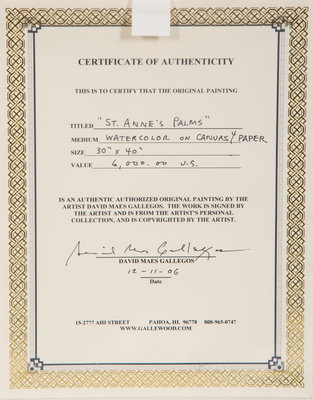 CERTIFICATE OF AUTHENTICITY
THIS IS TO CERTIFY THAT THE ORIGINAL PAINTING
TITLED "ST. ANNE'S PALMS"
MEDIUM WATERCOLOR ON CANVAS/PAPER
SIZE 30" x 40"
VALUE 6,000.00 U.S.
IS AN AUTHENTIC AUTHORIZED ORIGINAL PAINTING BY THE
ARTIST DAVID MAES GALLEGOS. THE WORK IS SIGNED BY
THE ARTIST AND IS FROM THE ARTIST'S PERSONAL
COLLECTION, AND IS COPYRIGHTED BY THE ARTIST.
David Maes Gallegos
DAVID MAES GALLEGOS
12-11-06
Date
15-2777 AHI STREET PAHOA, HI. 96778 808-965-0747
WWW.GALLEWOOD.COM